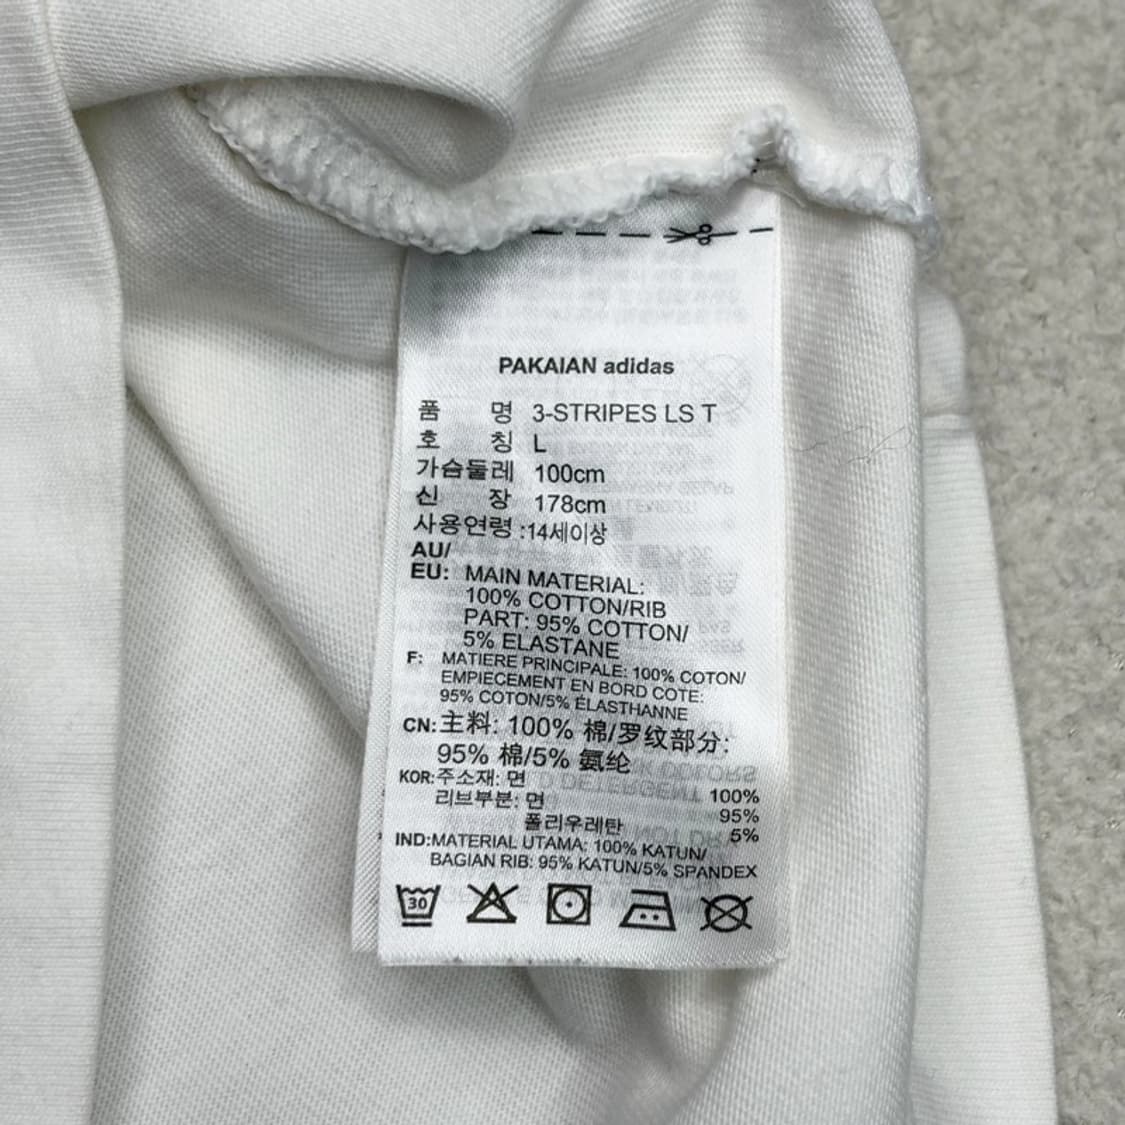 PAKAIAN adidas
품 명 3-STRIPES LS T
호 칭 L
가슴둘레 100cm
신 장 178cm
사용연령 :14세이상
AU/
EU: MAIN MATERIAL:
100% COTTON/RIB
PART: 95% COTTON/
5% ELASTANE
F: MATIERE PRINCIPALE: 100% COTON/
EMPIECEMENT EN BORD COTE:
95% COTON/5% ÉLASTHANNE
CN:主料: 100% 棉/罗纹部分:
95% 棉/5% 氨纶
KOR:주소재: 면 100%
리브부분: 면 95%
폴리우레탄 5%
IND:MATERIAL UTAMA: 100% KATUN/
BAGIAN RIB: 95% KATUN/5% SPANDEX
30